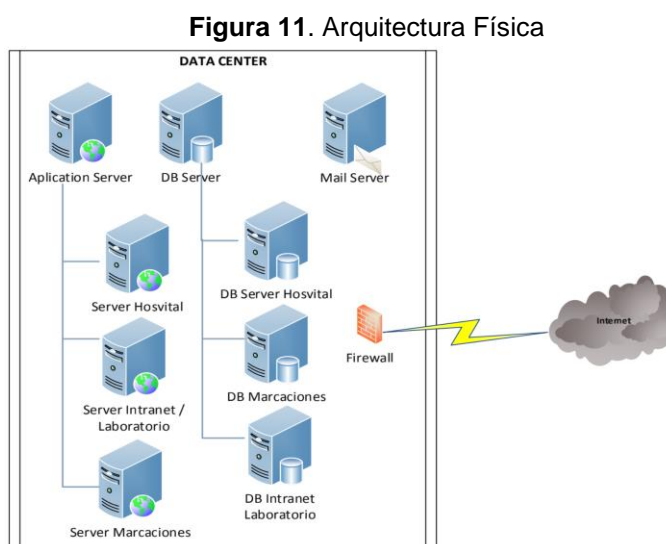 Figura 11. Arquitectura Física
DATA CENTER
Aplication Server
DB Server
Mail Server
Server Hosvital
DB Server Hosvital
Firewall
Internet
Server Intranet /
Laboratorio
DB Marcaciones
Server Marcaciones
DB Intranet
Laboratorio